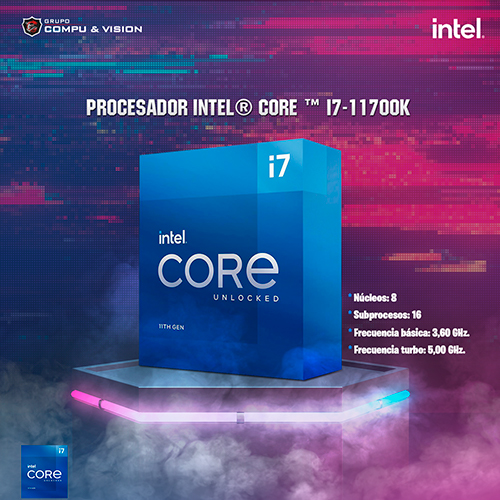 GRUPO
COMPU & VISION
intel.
PROCESADOR INTEL® CORE ™ I7-11700K
i7
intel.
CORE
UNLOCKED
11TH GEN
* Núcleos: 8
* Subprocesos: 16
* Frecuencia básica: 3,60 GHz.
* Frecuencia turbo: 5,00 GHz.
i7
intel
CORE